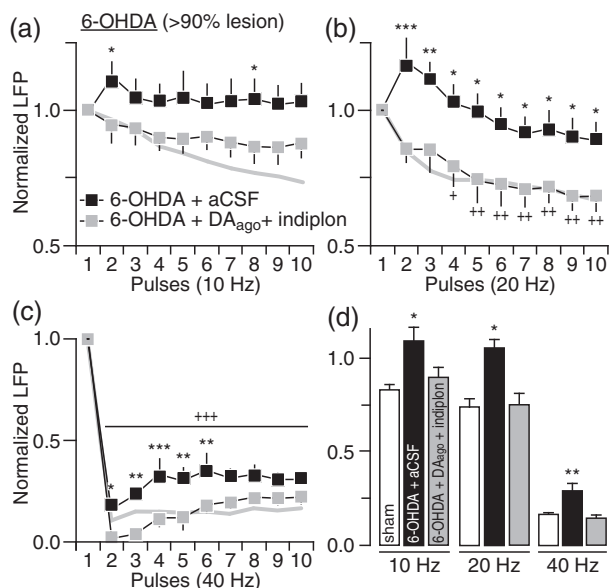 (a) 6-OHDA (>90% lesion) (b)
Normalized LFP
1.0
0.5
*
*
6-OHDA + aCSF
6-OHDA + DAago + indiplon
1 2 3 4 5 6 7 8 9 10
Pulses (10 Hz)
1.0
0.5
*** ** * * * * * * *
+ ++ ++ ++ ++ ++ ++
1 2 3 4 5 6 7 8 9 10
Pulses (20 Hz)
(c)
Normalized LFP
1.0
0.5
0.0
+++
* ** *** ** **
1 2 3 4 5 6 7 8 9 10
Pulses (40 Hz)
(d)
1.0
0.5
0.0
*
*
**
sham
6-OHDA + aCSF
6-OHDA + DAago + indiplon
10 Hz 20 Hz 40 Hz